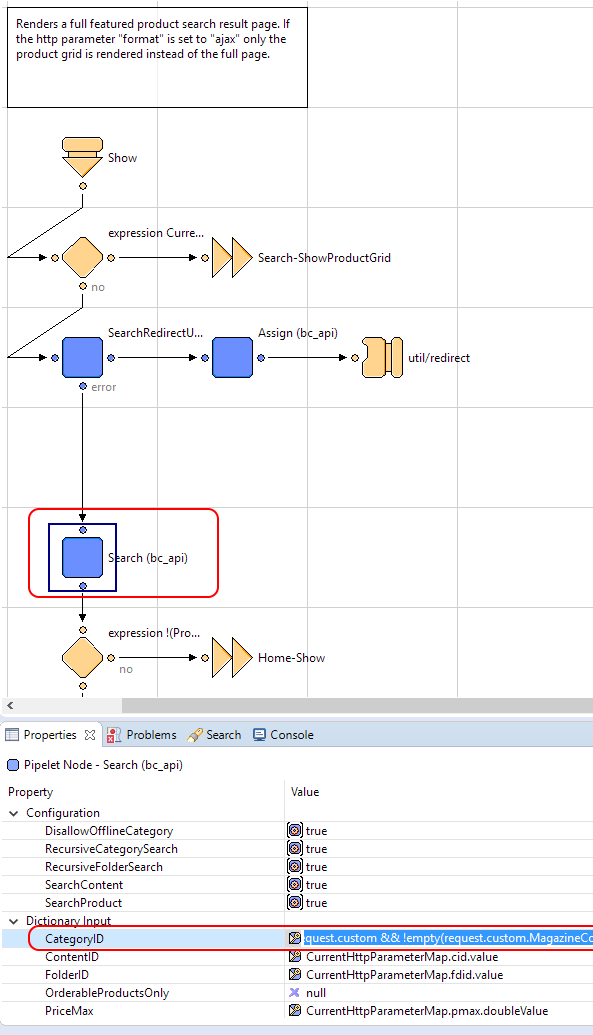 Renders a full featured product search result page. If
the http parameter "format" is set to "ajax" only the
product grid is rendered instead of the full page.
Show
expression Curre...
Search-ShowProductGrid
no
SearchRedirectU...
Assign (bc_api)
util/redirect
error
Search (bc_api)
expression !(Pro...
Home-Show
no
Properties
Problems
Search
Console
Pipelet Node - Search (bc_api)
Property Value
Configuration
DisallowOfflineCategory true
RecursiveCategorySearch true
RecursiveFolderSearch true
SearchContent true
SearchProduct true
Dictionary Input
CategoryID quest.custom && !empty(request.custom.MagazineCo
ContentID CurrentHttpParameterMap.cid.value
FolderID CurrentHttpParameterMap.fdid.value
OrderableProductsOnly null
PriceMax CurrentHttpParameterMap.pmax.doubleValue